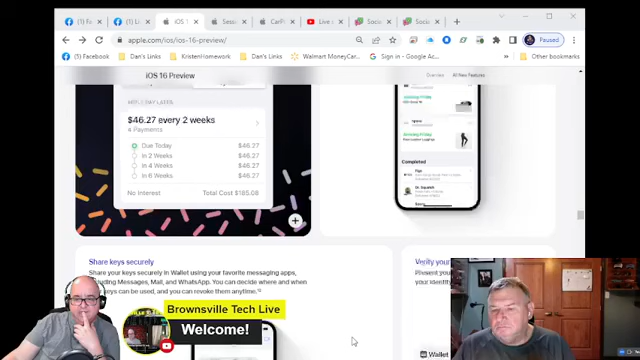 iOS 1
Sessi
CarPl
Live s
Socia
Socia
apple.com/ios/ios-16-preview/
Paused
Facebook
Dan's Links
KristenHomework
YouTube
Walmart MoneyCar...
Sign in - Google Ac...
Dan's Links
Other bookmarks
iOS 16 Preview
Overview
All New Features
$46.27 every 2 weeks
4 Payments
Due Today $46.27
In 2 Weeks $46.27
In 4 Weeks $46.27
In 6 Weeks $46.27
No Interest Total Cost $185.08
Completed
Share keys securely
Share your keys securely in Wallet using your favorite messaging apps,
including Messages, Mail, and WhatsApp. You can decide where and when
keys can be used, and you can revoke them anytime.
Verify your
Present your
your identity
Brownsville Tech Live
Welcome!
Wallet